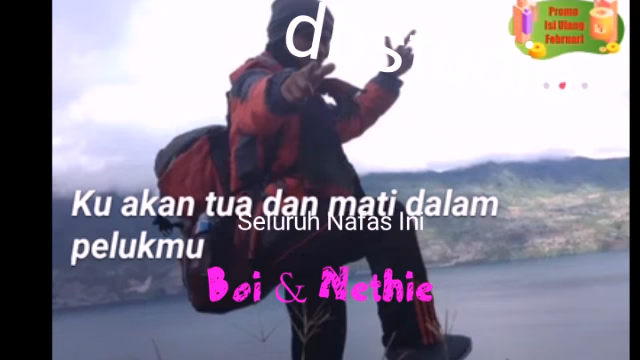 d s
Promo
Isi Ulang
Februari
Ku akan tua dan mati dalam
pelukmu
Seluruh Nafas Ini
Boi & Nethie